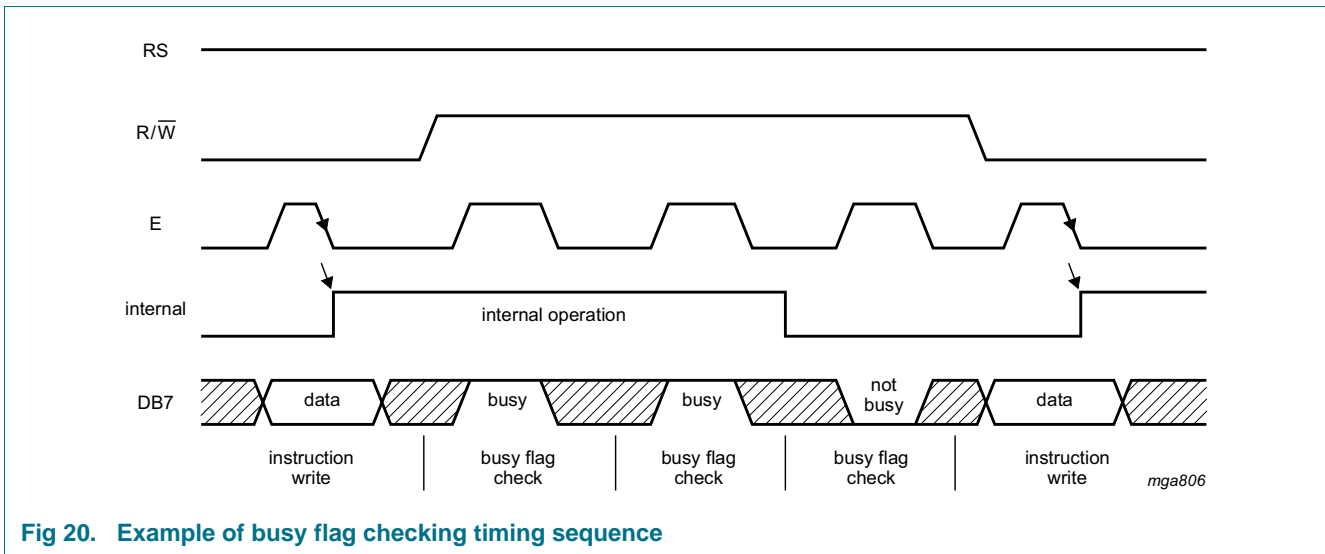 RS
R/W̅
E
internal
internal operation
DB7
data
busy
busy
not
busy
data
instruction
write
busy flag
check
busy flag
check
busy flag
check
instruction
write
mga806
Fig 20. Example of busy flag checking timing sequence